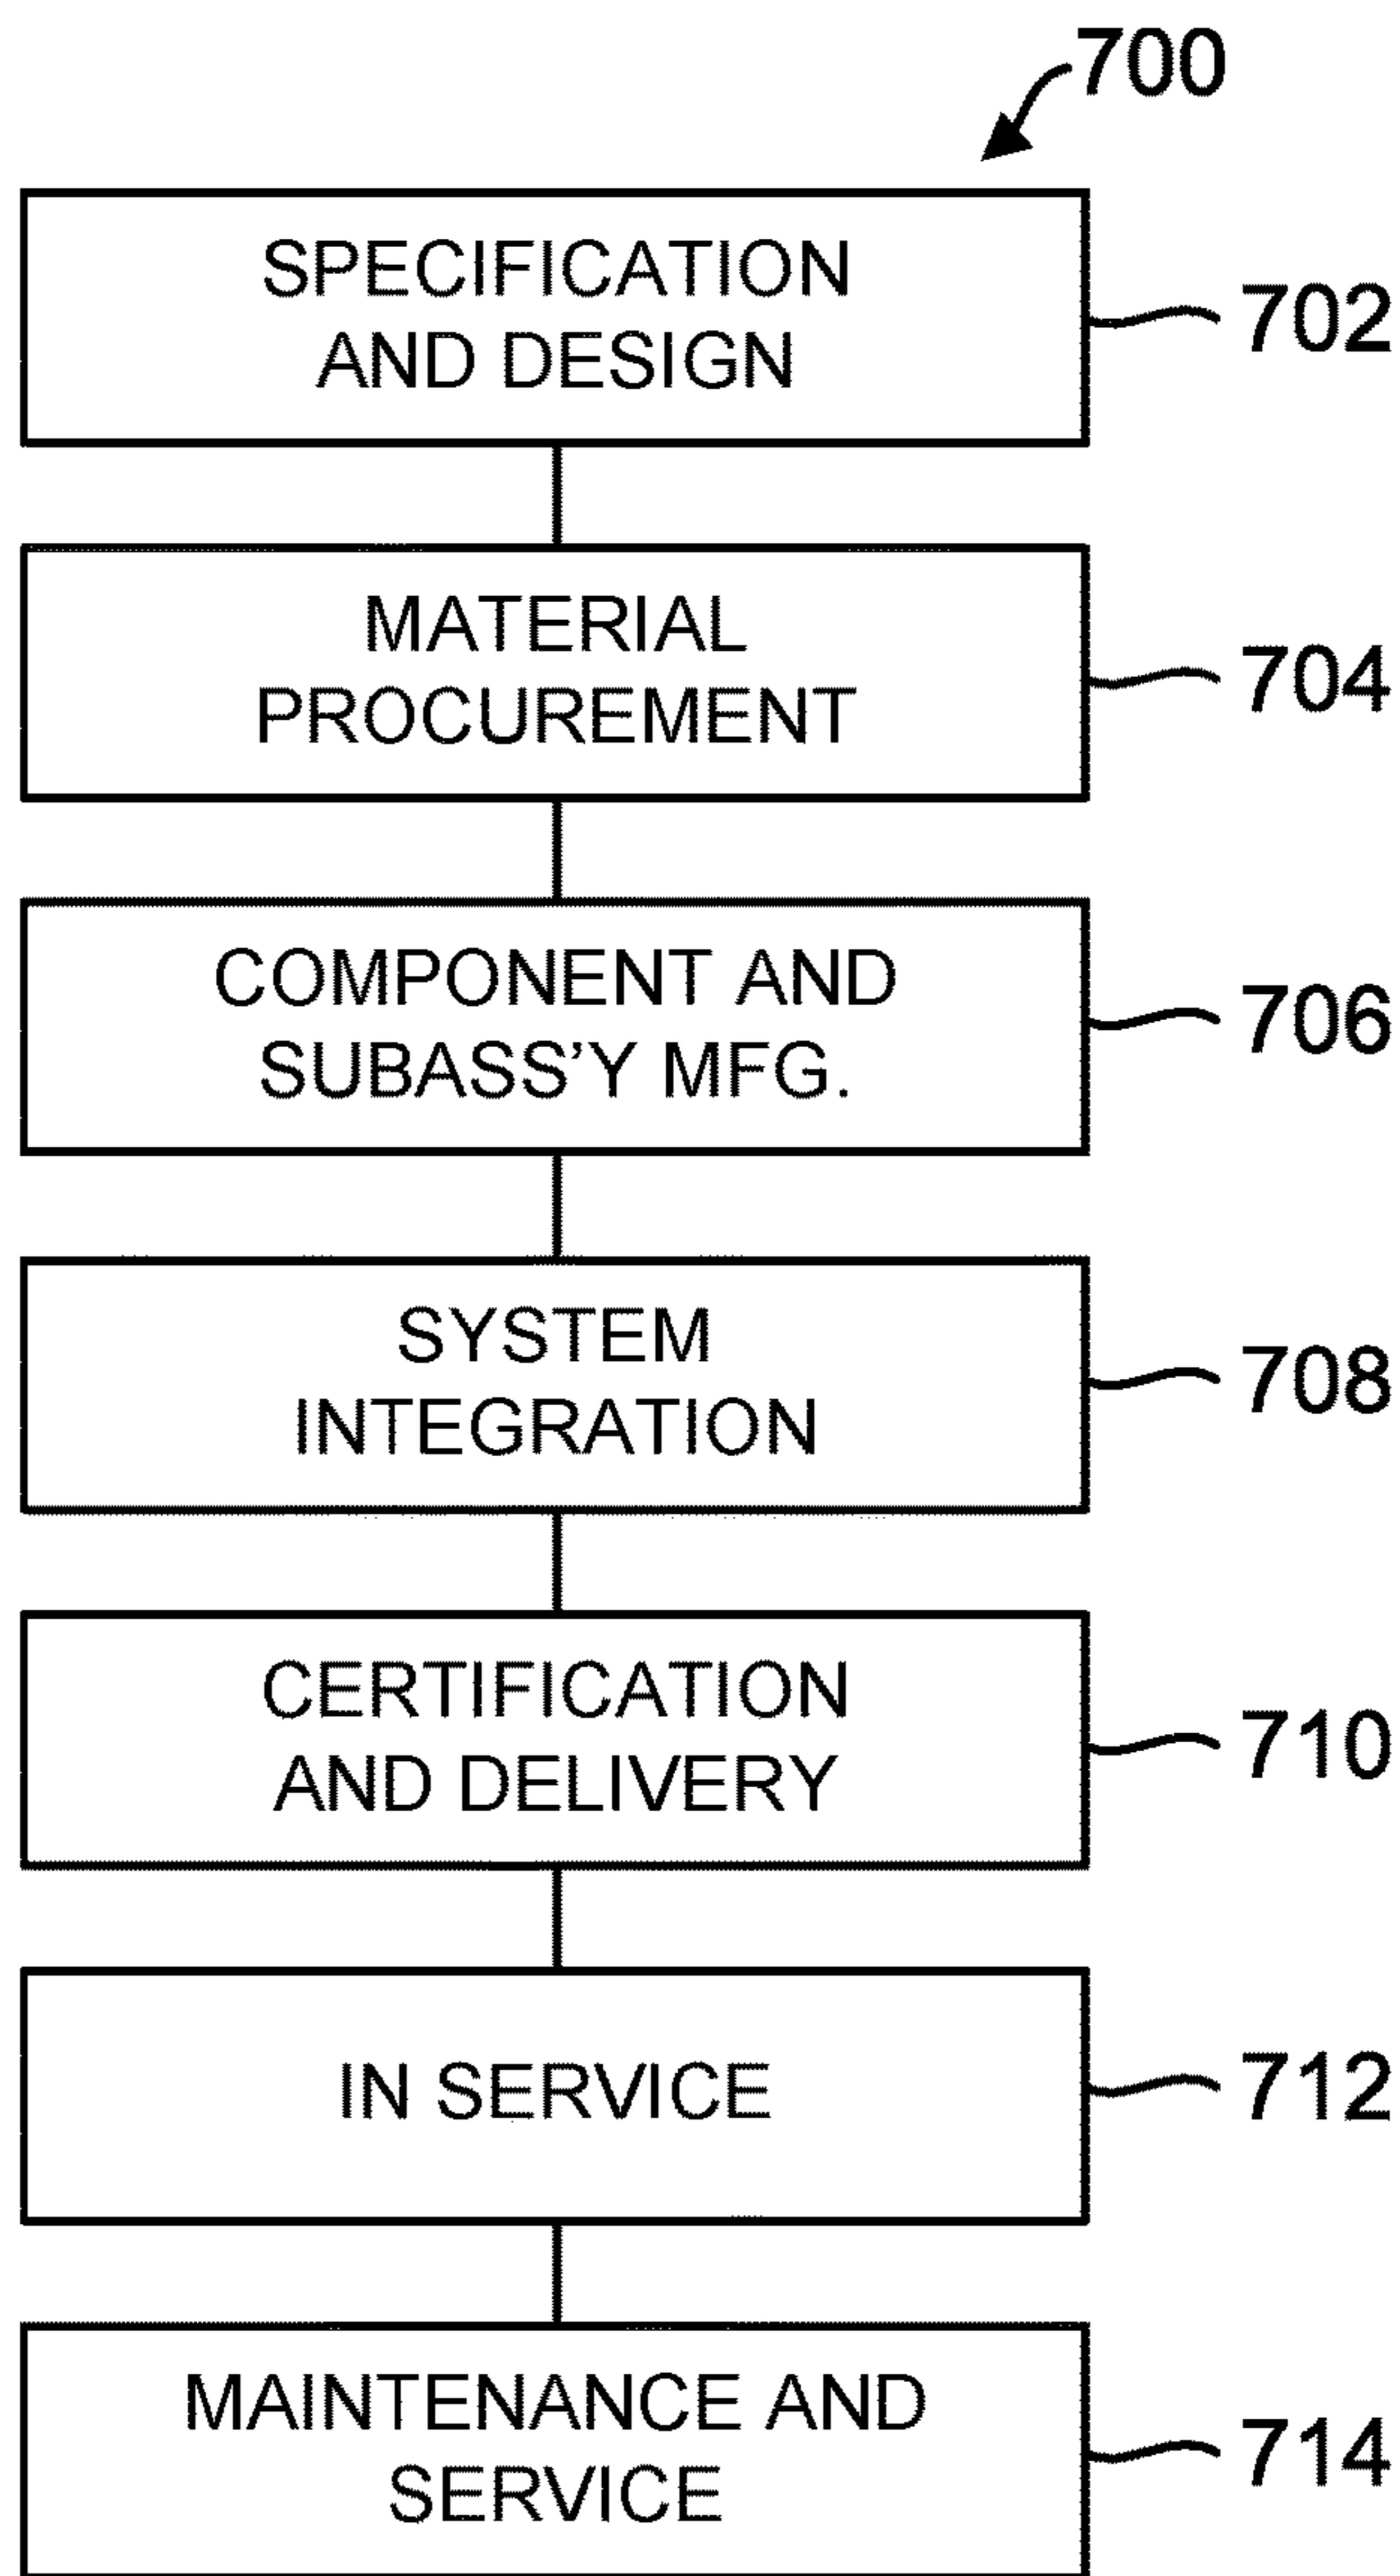 700
SPECIFICATION
AND DESIGN
702
MATERIAL
PROCUREMENT
704
COMPONENT AND
SUBASS’Y MFG.
706
SYSTEM
INTEGRATION
708
CERTIFICATION
AND DELIVERY
710
IN SERVICE
712
MAINTENANCE AND
SERVICE
714